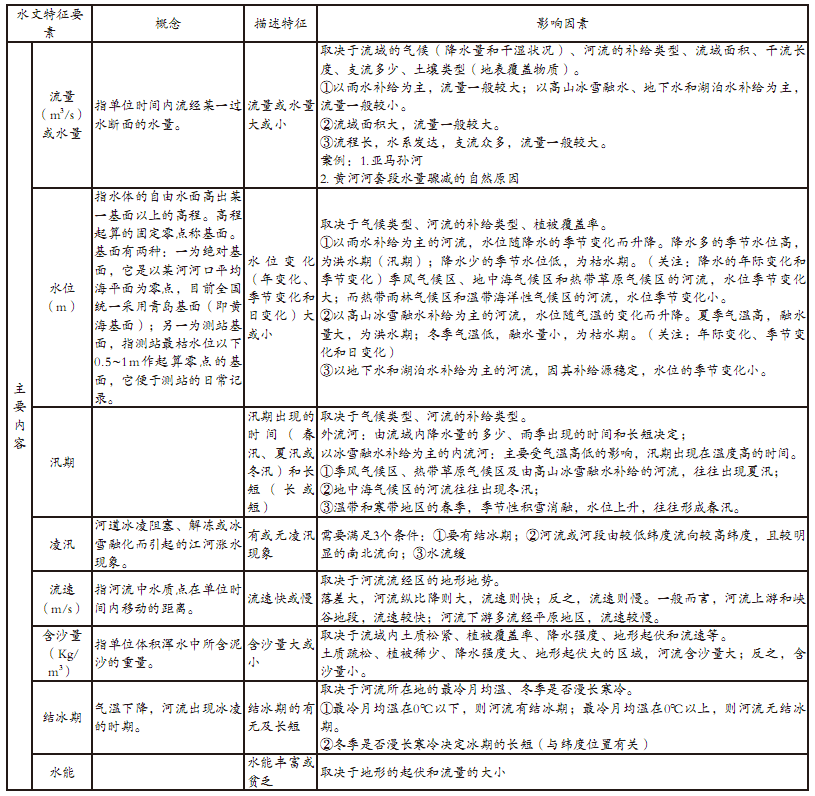 水文特征要素
概念
描述特征
影响因素
主要内容
流量
（m³/s）
或水量
指单位时间内流经某一过
水断面的水量。
流量或水量
大或小
取决于流域的气候（降水量和干湿状况）、河流的补给类型、流域面积、干流长
度、支流多少、土壤类型（地表覆盖物质）。
①以雨水补给为主，流量一般较大；以高山冰雪融水、地下水和湖泊水补给为主，
流量一般较小。
②流域面积大，流量一般较大。
③流程长，水系发达，支流众多，流量一般较大。
案例：1.亚马孙河
2. 黄河河套段水量骤减的自然原因
水位
（m）
指水体的自由水面高出某
一基面以上的高程。高程
起算的固定零点称基面。
基面有两种：一为绝对基
面，它是以某河河口平均
海平面为零点，目前全国
统一采用青岛基面（即黄
海基面）；另一为测站基
面，指测站最枯水位以下
0.5~1m作起算零点的基
面，它便于测站的日常记
录。
水位变化
（年变化、
季节变化和
日变化）大
或小
取决于气候类型、河流的补给类型、植被覆盖率。
①以雨水补给为主的河流，水位随降水的季节变化而升降。降水多的季节水位高，
为洪水期（汛期）；降水少的季节水位低，为枯水期。（关注：降水的年际变化和
季节变化）季风气候区、地中海气候区和热带草原气候区的河流，水位季节变化
大；而热带雨林气候区和温带海洋性气候区的河流，水位季节变化小。
②以高山冰雪融水补给为主的河流，水位随气温的变化而升降。夏季气温高，融水
量大，为洪水期；冬季气温低，融水量小，为枯水期。（关注：年际变化、季节变
化和日变化）
③以地下水和湖泊水补给为主的河流，因其补给源稳定，水位的季节变化小。
汛期
汛期出现的
时间（春
汛、夏汛或
冬汛）和长
短（长或
短）
取决于气候类型、河流的补给类型。
外流河：由流域内降水量的多少、雨季出现的时间和长短决定；
以冰雪融水补给为主的内流河：主要受气温高低的影响，汛期出现在温度高的时间。
①季风气候区、热带草原气候区及由高山冰雪融水补给的河流，往往出现夏汛；
②地中海气候区的河流往往出现冬汛；
③温带和寒带地区的春季，季节性积雪消融，水位上升，往往形成春汛。
凌汛
河道冰凌阻塞、解冻或冰
雪融化而引起的江河涨水
现象。
有或无凌汛
现象
需要满足3个条件：①要有结冰期；②河流或河段由较低纬度流向较高纬度，且较明
显的南北流向；③水流缓
流速
（m/s）
指河流中水质点在单位时
间内移动的距离。
流速快或慢
取决于河流流经区的地形地势。
落差大，河流纵比降则大，流速则快；反之，流速则慢。一般而言，河流上游和峡
谷地段，流速较快；河流下游多流经平原地区，流速较慢。
含沙量
（Kg/
m³）
指单位体积浑水中所含泥
沙的重量。
含沙量大或
小
取决于流域内土质松紧、植被覆盖率、降水强度、地形起伏和流速等。
土质疏松、植被稀少、降水强度大、地形起伏大的区域，河流含沙量大；反之，含
沙量小。
结冰期
气温下降，河流出现冰凌
的时期。
结冰期的有
无及长短
取决于河流所在地的最冷月均温、冬季是否漫长寒冷。
①最冷月均温在0℃以下，则河流有结冰期；最冷月均温在0℃以上，则河流无结冰
期。
②冬季是否漫长寒冷决定冰期的长短（与纬度位置有关）
水能
水能丰富或
贫乏
取决于地形的起伏和流量的大小